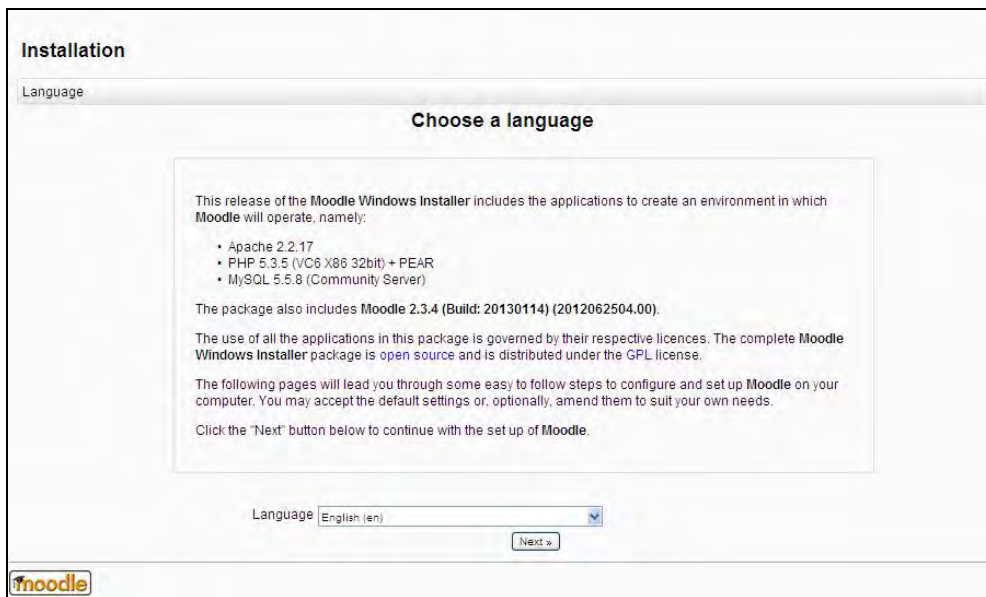 Installation
Language
Choose a language
This release of the Moodle Windows Installer includes the applications to create an environment in which
Moodle will operate, namely:
• Apache 2.2.17
• PHP 5.3.5 (VC6 X86 32bit) + PEAR
• MySQL 5.5.8 (Community Server)
The package also includes Moodle 2.3.4 (Build: 20130114) (2012062504.00).
The use of all the applications in this package is governed by their respective licences. The complete Moodle
Windows Installer package is open source and is distributed under the GPL license.
The following pages will lead you through some easy to follow steps to configure and set up Moodle on your
computer. You may accept the default settings or, optionally, amend them to suit your own needs.
Click the "Next" button below to continue with the set up of Moodle.
Language English (en)
Next »
moodle